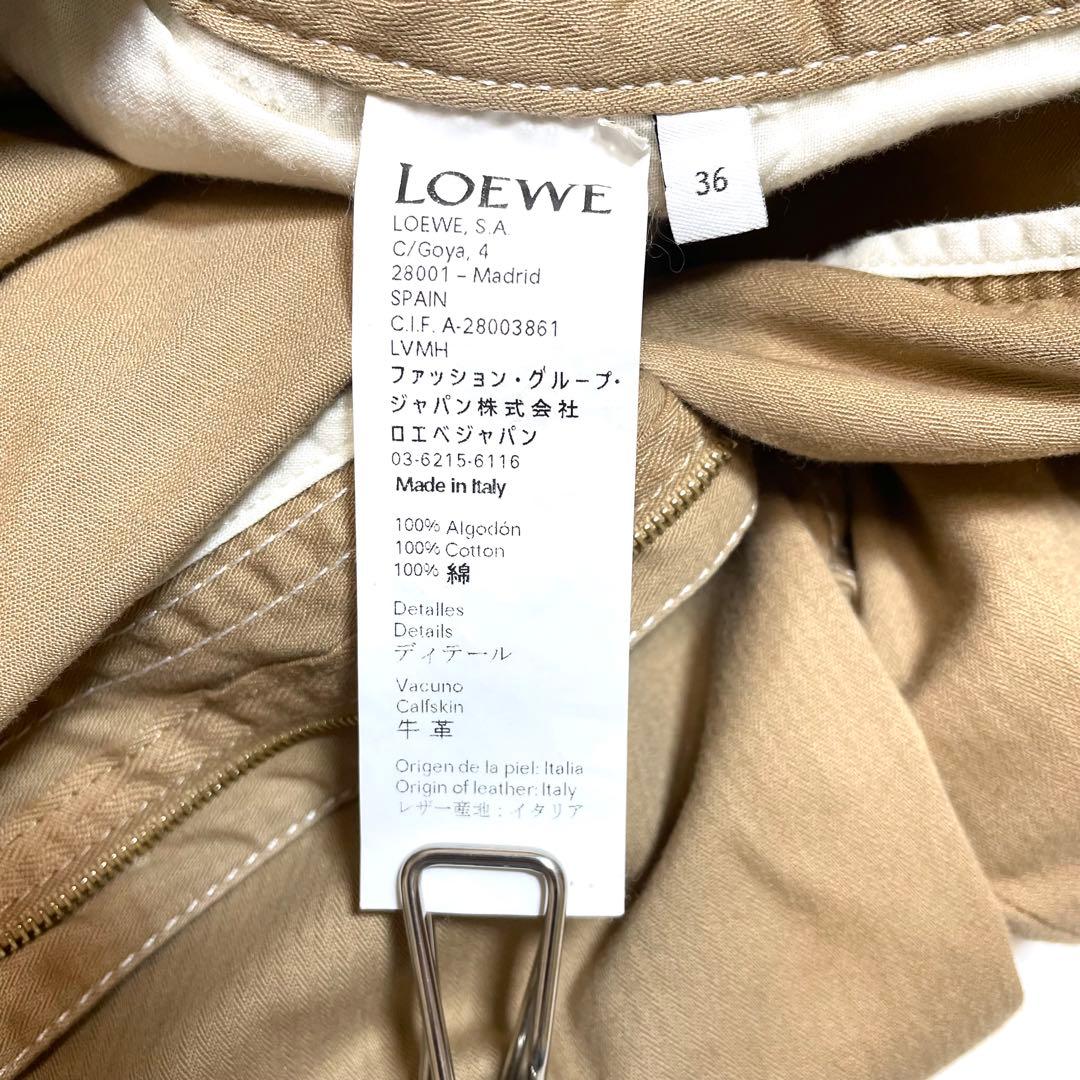 LOEWE
36
LOEWE, S.A.
C/Goya, 4
28001 – Madrid
SPAIN
C.I.F. A-28003861
LVMH
ファッション・グループ・
ジャパン株式会社
ロエベジャパン
03-6215-6116
Made in Italy
100% Algodón
100% Cotton
100% 綿
Detalles
Details
ディテール
Vacuno
Calfskin
牛革
Origen de la piel: Italia
Origin of leather: Italy
レザー産地：イタリア